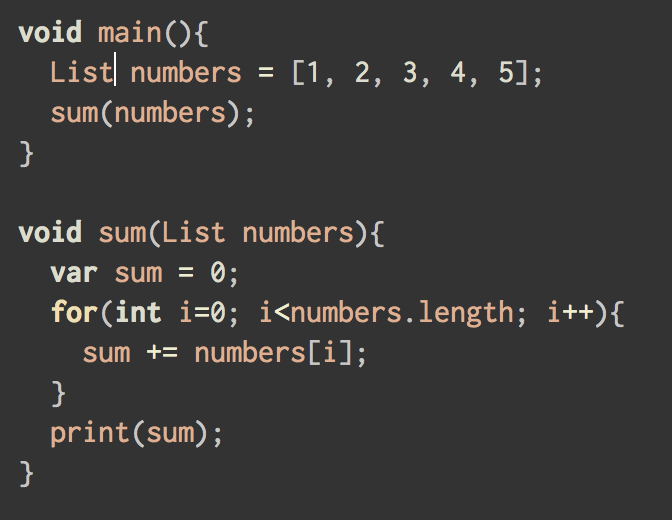 void main(){
  List numbers = [1, 2, 3, 4, 5];
  sum(numbers);
}

void sum(List numbers){
  var sum = 0;
  for(int i=0; i<numbers.length; i++){
    sum += numbers[i];
  }
  print(sum);
}